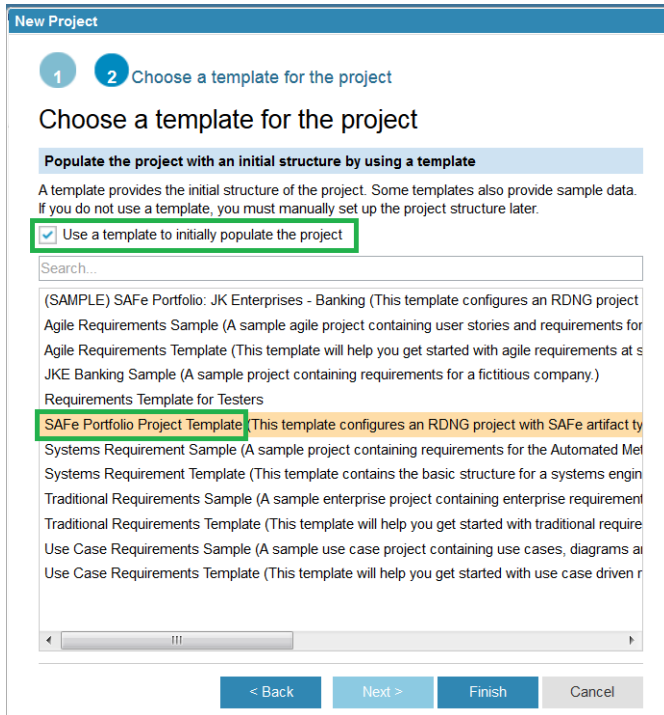 New Project
1 2 Choose a template for the project
Choose a template for the project
Populate the project with an initial structure by using a template
A template provides the initial structure of the project. Some templates also provide sample data.
If you do not use a template, you must manually set up the project structure later.
Use a template to initially populate the project
Search...
(SAMPLE) SAFe Portfolio: JK Enterprises - Banking (This template configures an RDNG project
Agile Requirements Sample (A sample agile project containing user stories and requirements for
Agile Requirements Template (This template will help you get started with agile requirements at s
JKE Banking Sample (A sample project containing requirements for a fictitious company.)
Requirements Template for Testers
SAFe Portfolio Project Template (This template configures an RDNG project with SAFe artifact ty
Systems Requirement Sample (A sample project containing requirements for the Automated Met
Systems Requirement Template (This template contains the basic structure for a systems engin
Traditional Requirements Sample (A sample enterprise project containing enterprise requirement
Traditional Requirements Template (This template will help you get started with traditional require
Use Case Requirements Sample (A sample use case project containing use cases, diagrams a
Use Case Requirements Template (This template will help you get started with use case driven r
< Back Next > Finish Cancel